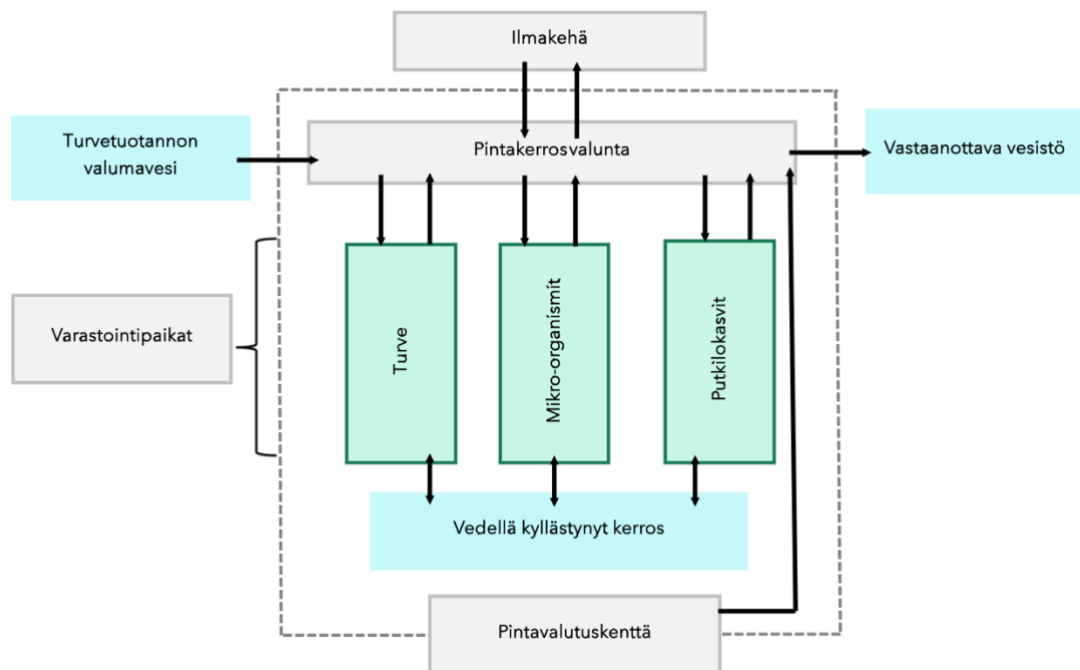 Ilmakehä
Turvetuotannon
valumavesi
Pintakerrosvalunta
Vastaanottava vesistö
Varastointipaikat
Turve
Mikro-organismit
Putkilokasvit
Vedellä kyllästynyt kerros
Pintavalutuskenttä